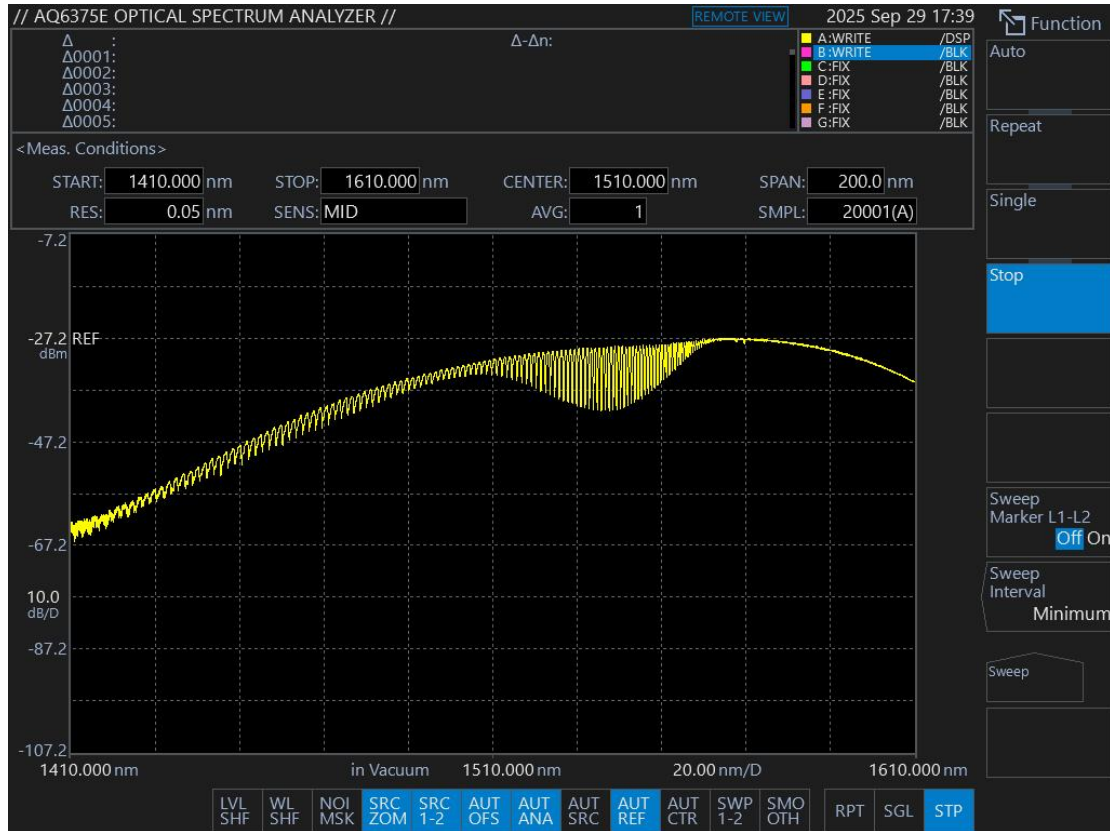 // AQ6375E OPTICAL SPECTRUM ANALYZER // REMOTE VIEW 2025 Sep 29 17:39
Function
Δ : Δ-Δn:
Δ0001:
Δ0002:
Δ0003:
Δ0004:
Δ0005:
A:WRITE /DSP
B:WRITE /BLK
C:FIX /BLK
D:FIX /BLK
E:FIX /BLK
F:FIX /BLK
G:FIX /BLK
<Meas. Conditions>
START: 1410.000 nm STOP: 1610.000 nm CENTER: 1510.000 nm SPAN: 200.0 nm
RES: 0.05 nm SENS: MID AVG: 1 SMPL: 20001(A)
-7.2
-27.2 REF
dBm
-47.2
-67.2
10.0
dB/D
-87.2
-107.2
1410.000 nm in Vacuum 1510.000 nm 20.00 nm/D 1610.000 nm
LVL SHF
WL SHF
NOI MSK
SRC ZOM
SRC 1-2
AUT OFS
AUT ANA
AUT SRC
AUT REF
AUT CTR
SWP 1-2
SMO OTH
RPT
SGL
STP
Auto
Repeat
Single
Stop
Sweep
Marker L1-L2
Off On
Sweep
Interval
Minimum
Sweep